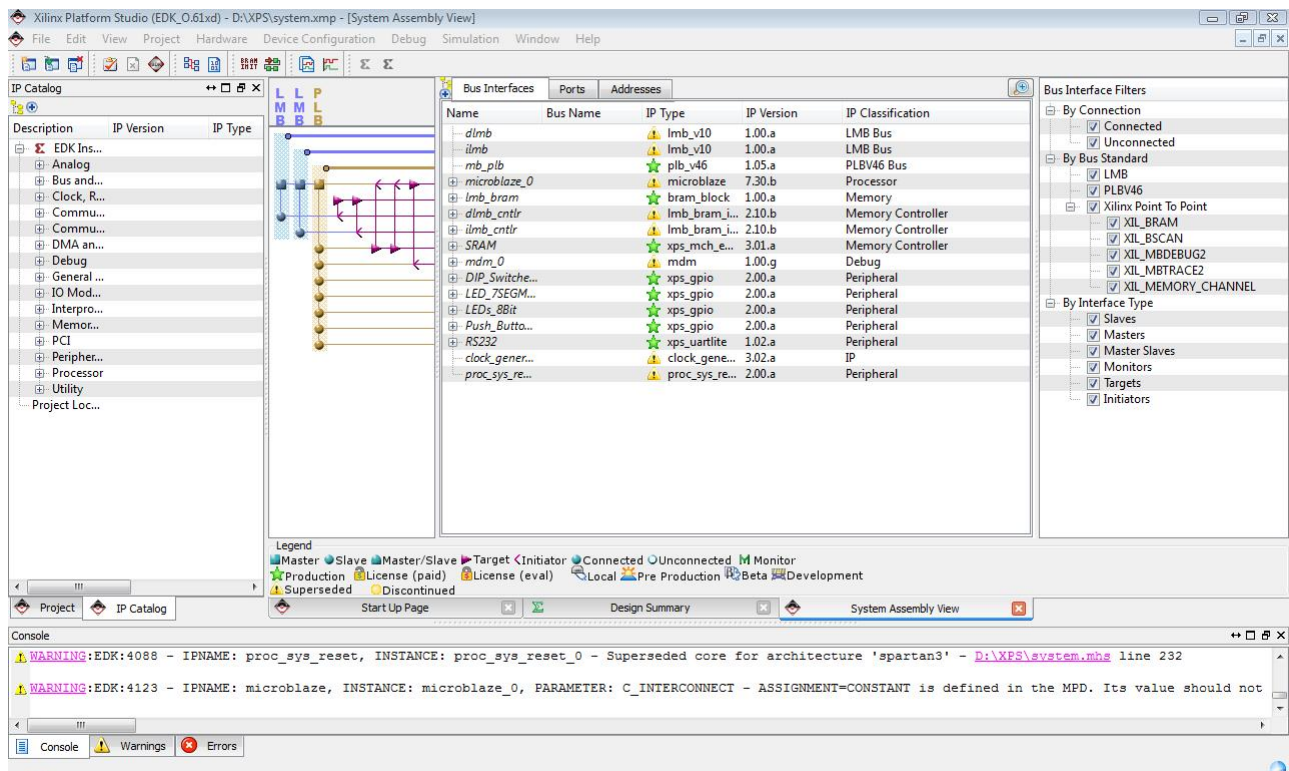 Xilinx Platform Studio (EDK_O.61xd) - D:\XPS\system.xmp - [System Assembly View]
File Edit View Project Hardware Device Configuration Debug Simulation Window Help
IP Catalog
Description IP Version IP Type
EDK Ins...
Analog
Bus and...
Clock, R...
Commu...
Commu...
DMA an...
Debug
General ...
IO Mod...
Interpro...
Memor...
PCI
Peripher...
Processor
Utility
Project Loc...
Project IP Catalog
L L P
M M L
B B B
Bus Interfaces Ports Addresses
Name Bus Name IP Type IP Version IP Classification
dlmb lmb_v10 1.00.a LMB Bus
ilmb lmb_v10 1.00.a LMB Bus
mb_plb plb_v46 1.05.a PLBV46 Bus
microblaze_0 microblaze 7.30.b Processor
lmb_bram bram_block 1.00.a Memory
dlmb_cntlr lmb_bram_i... 2.10.b Memory Controller
ilmb_cntlr lmb_bram_i... 2.10.b Memory Controller
SRAM xps_mch_e... 3.01.a Memory Controller
mdm_0 mdm 1.00.g Debug
DIP_Switche... xps_gpio 2.00.a Peripheral
LED_7SEGM... xps_gpio 2.00.a Peripheral
LEDs_8Bit xps_gpio 2.00.a Peripheral
Push_Butto... xps_gpio 2.00.a Peripheral
RS232 xps_uartlite 1.02.a Peripheral
clock_gener... clock_gene... 3.02.a IP
proc_sys_re... proc_sys_re... 2.00.a Peripheral
Legend
Master Slave Master/Slave Target Initiator Connected Unconnected M Monitor
Production License (paid) License (eval) Local Pre Production Beta Development
Superseded Discontinued
Start Up Page Design Summary System Assembly View
Bus Interface Filters
By Connection
Connected
Unconnected
By Bus Standard
LMB
PLBV46
Xilinx Point To Point
XIL_BRAM
XIL_BSCAN
XIL_MBDEBUG2
XIL_MBTRACE2
XIL_MEMORY_CHANNEL
By Interface Type
Slaves
Masters
Master Slaves
Monitors
Targets
Initiators
Console
WARNING:EDK:4088 - IPNAME: proc_sys_reset, INSTANCE: proc_sys_reset_0 - Superseded core for architecture 'spartan3' - D:\XPS\system.mhs line 232
WARNING:EDK:4123 - IPNAME: microblaze, INSTANCE: microblaze_0, PARAMETER: C_INTERCONNECT - ASSIGNMENT=CONSTANT is defined in the MPD. Its value should not
Console Warnings Errors